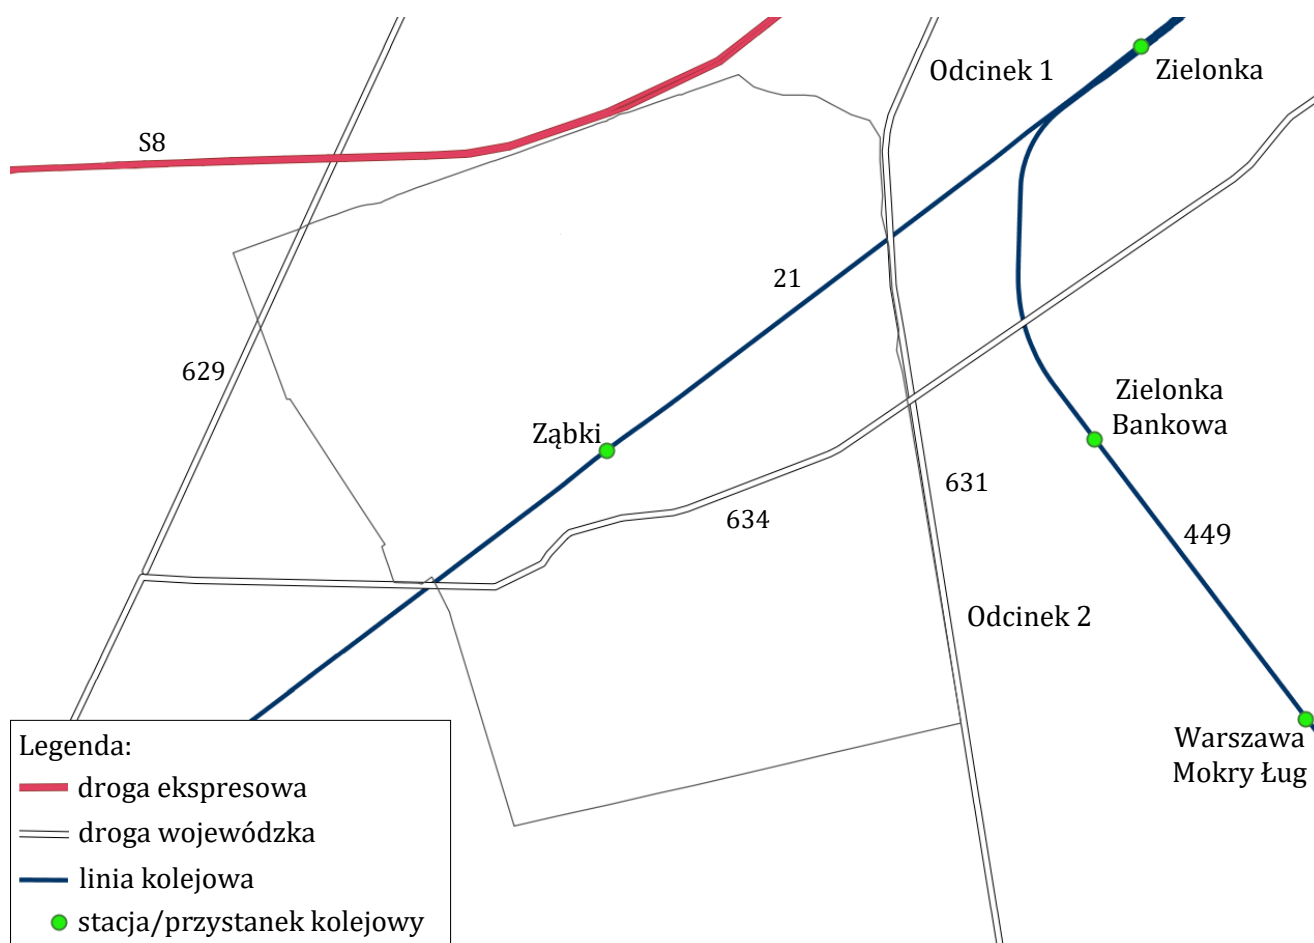 Odcinek 1
Zielonka
S8
21
629
Zielonka
Bankowa
Ząbki
631
634
449
Odcinek 2
Warszawa
Mokry Ług
Legenda:
droga ekspresowa
droga wojewódzka
linia kolejowa
stacja/przystanek kolejowy